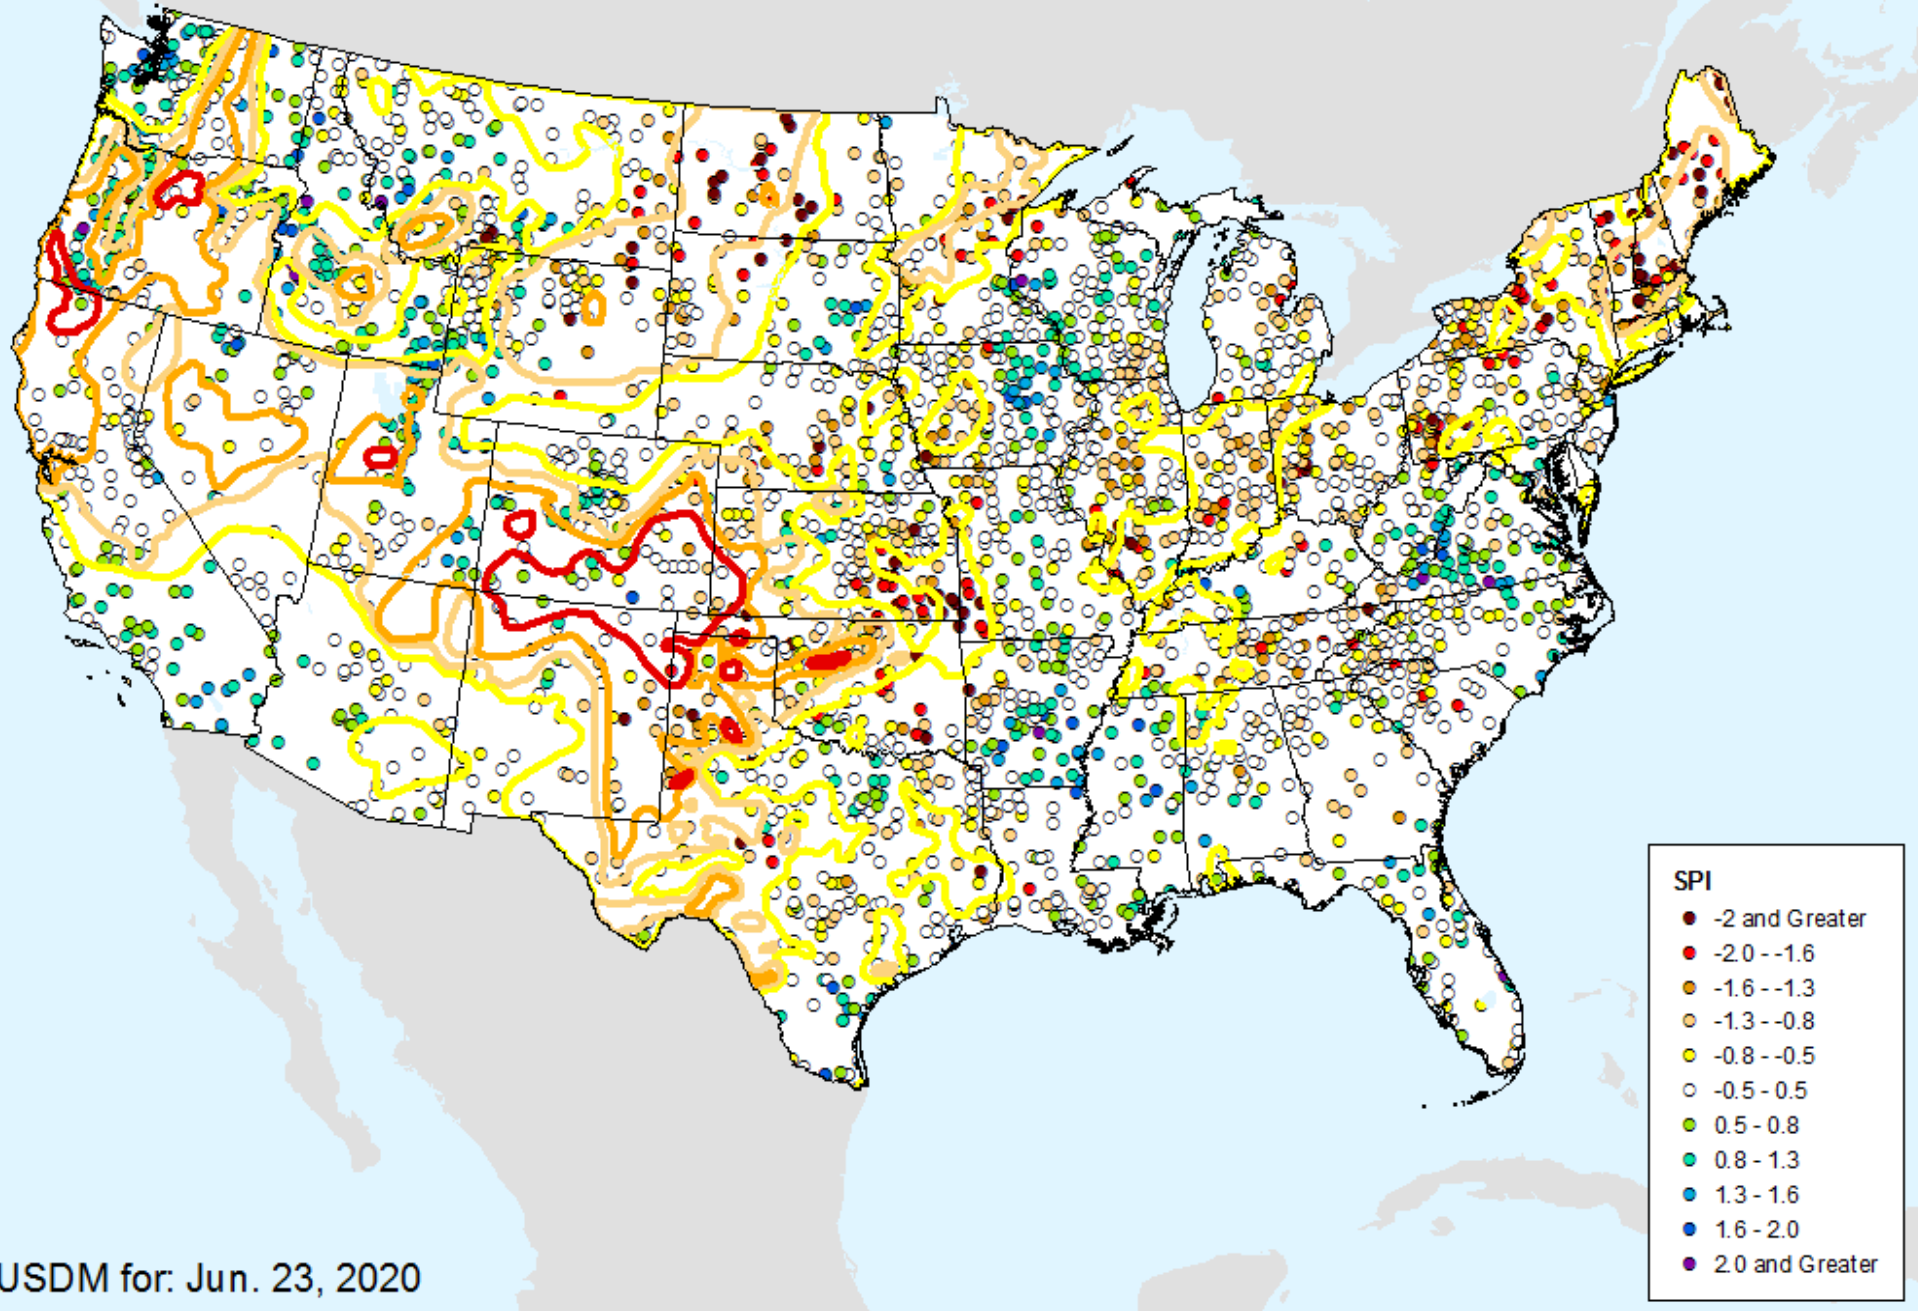 SPI
-2 and Greater
-2.0 - -1.6
-1.6 - -1.3
-1.3 - -0.8
-0.8 - -0.5
-0.5 - 0.5
0.5 - 0.8
0.8 - 1.3
1.3 - 1.6
1.6 - 2.0
2.0 and Greater
USDM for: Jun. 23, 2020